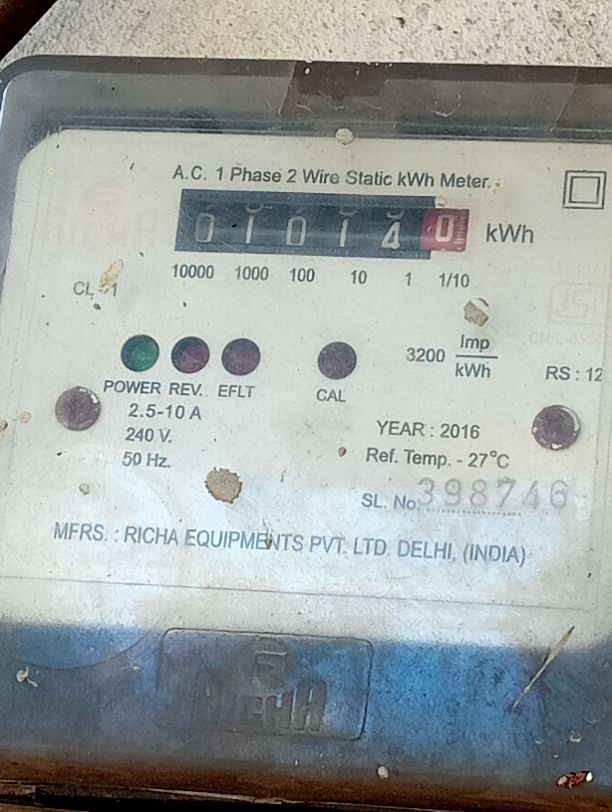 A.C. 1 Phase 2 Wire Static kWh Meter.
0 1 0 1 4 0 kWh
10000 1000 100 10 1 1/10
CL - 1
3200 Imp
kWh
RS : 12
POWER REV. EFLT CAL
2.5-10 A
240 V.
50 Hz.
YEAR : 2016
Ref. Temp. - 27°C
SL. No. 398746
MFRS. : RICHA EQUIPMENTS PVT. LTD. DELHI, (INDIA)
RICHA